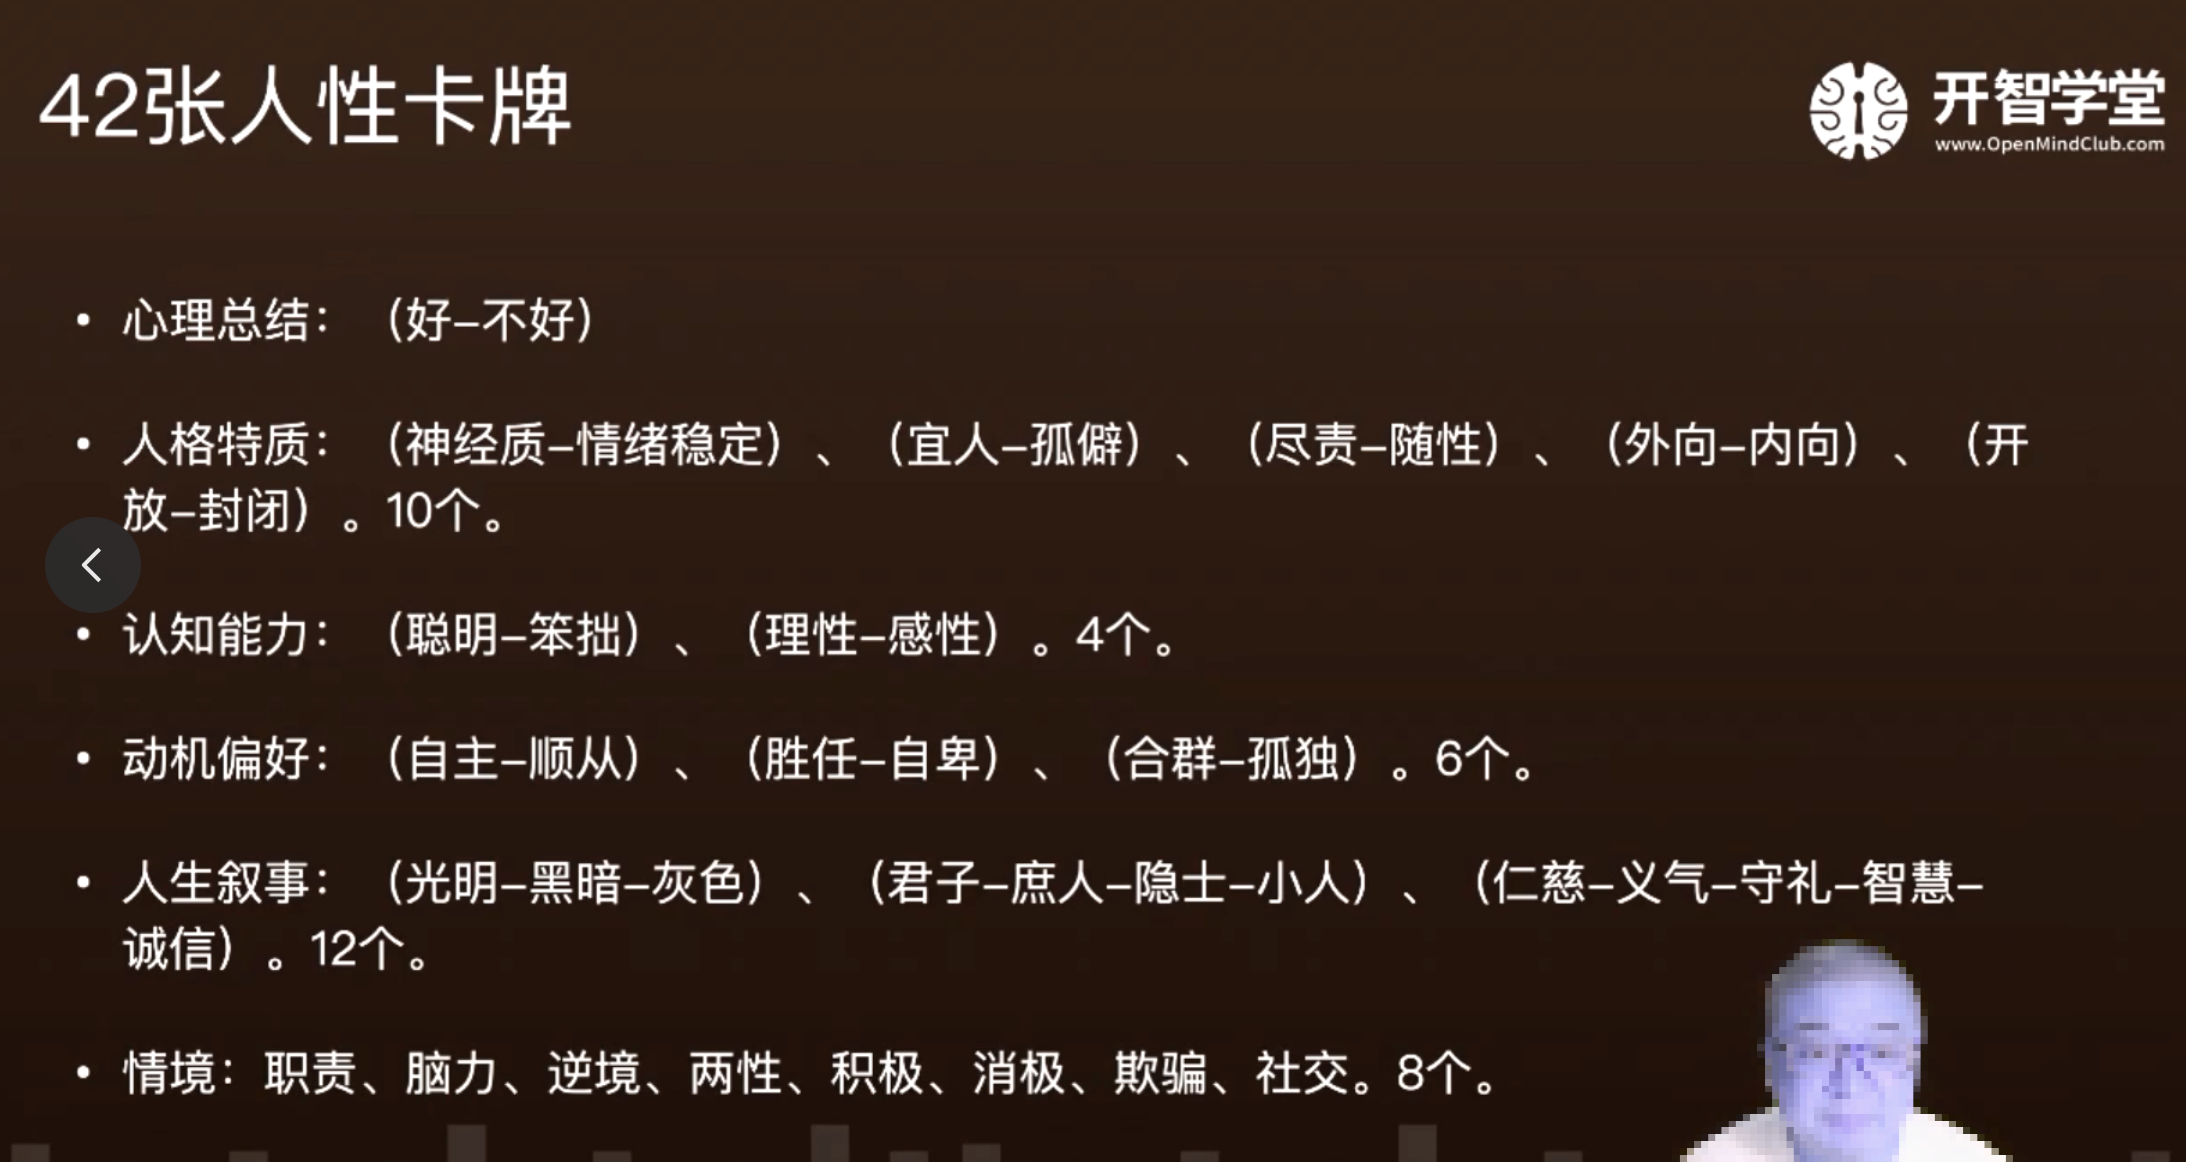 42张人性卡牌
开智学堂
www.OpenMindClub.com
• 心理总结：（好–不好）
• 人格特质：（神经质–情绪稳定）、（宜人–孤僻）、（尽责–随性）、（外向–内向）、（开
放–封闭）。10个。
• 认知能力：（聪明–笨拙）、（理性–感性）。4个。
• 动机偏好：（自主–顺从）、（胜任–自卑）、（合群–孤独）。6个。
• 人生叙事：（光明–黑暗–灰色）、（君子–庶人–隐士–小人）、（仁慈–义气–守礼–智慧–
诚信）。12个。
• 情境：职责、脑力、逆境、两性、积极、消极、欺骗、社交。8个。